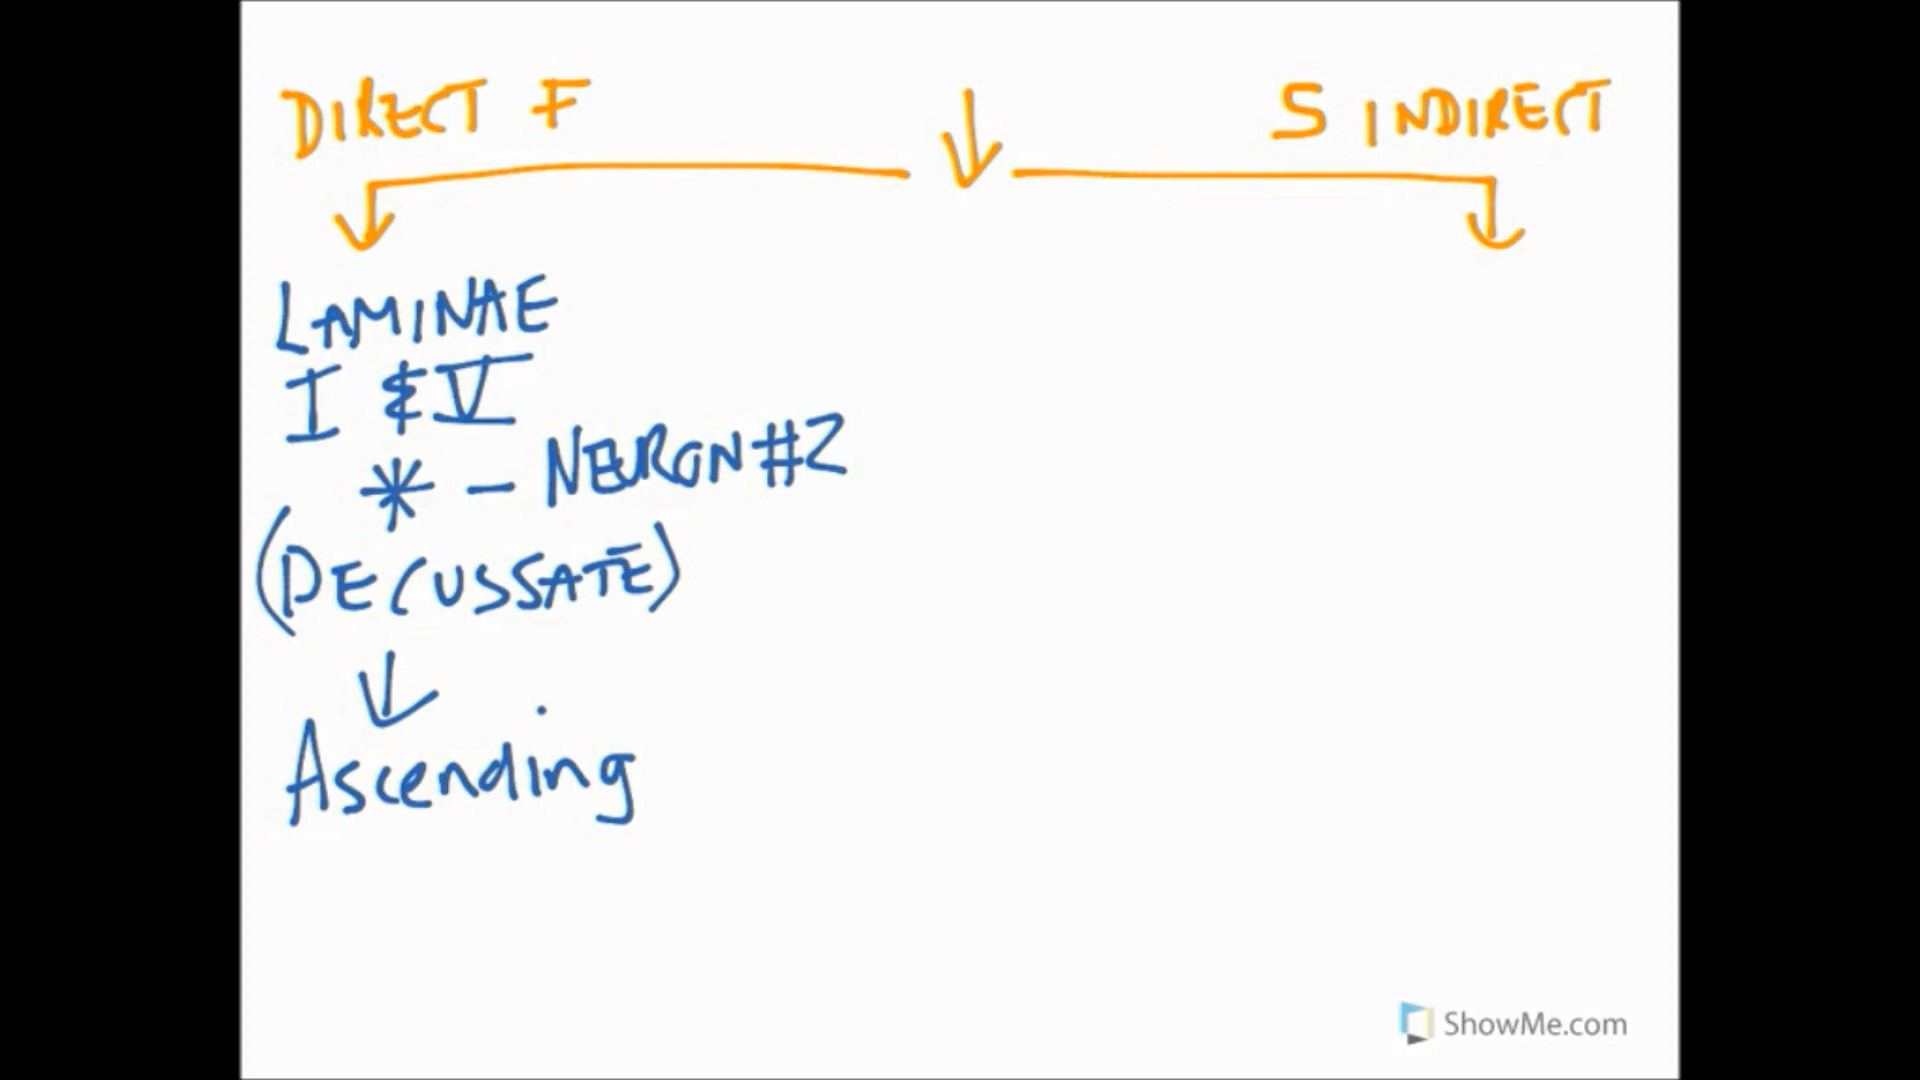 DIRECT F
S INDIRECT
LAMINAE
I & V
* - NEURON #2
(DECUSSATE)
Ascending
ShowMe.com